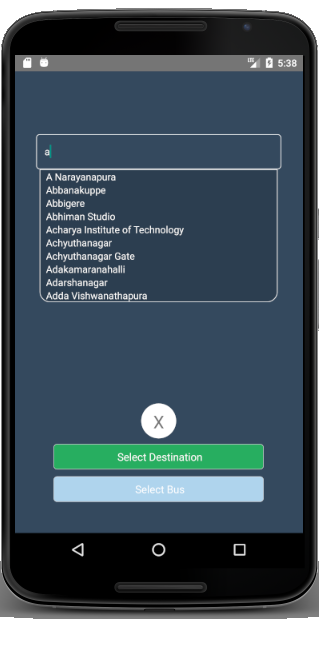 LTE 5:38
a
A Narayanapura
Abbanakuppe
Abbigere
Abhiman Studio
Acharya Institute of Technology
Achyuthanagar
Achyuthanagar Gate
Adakamaranahalli
Adarshanagar
Adda Vishwanathapura
X
Select Destination
Select Bus